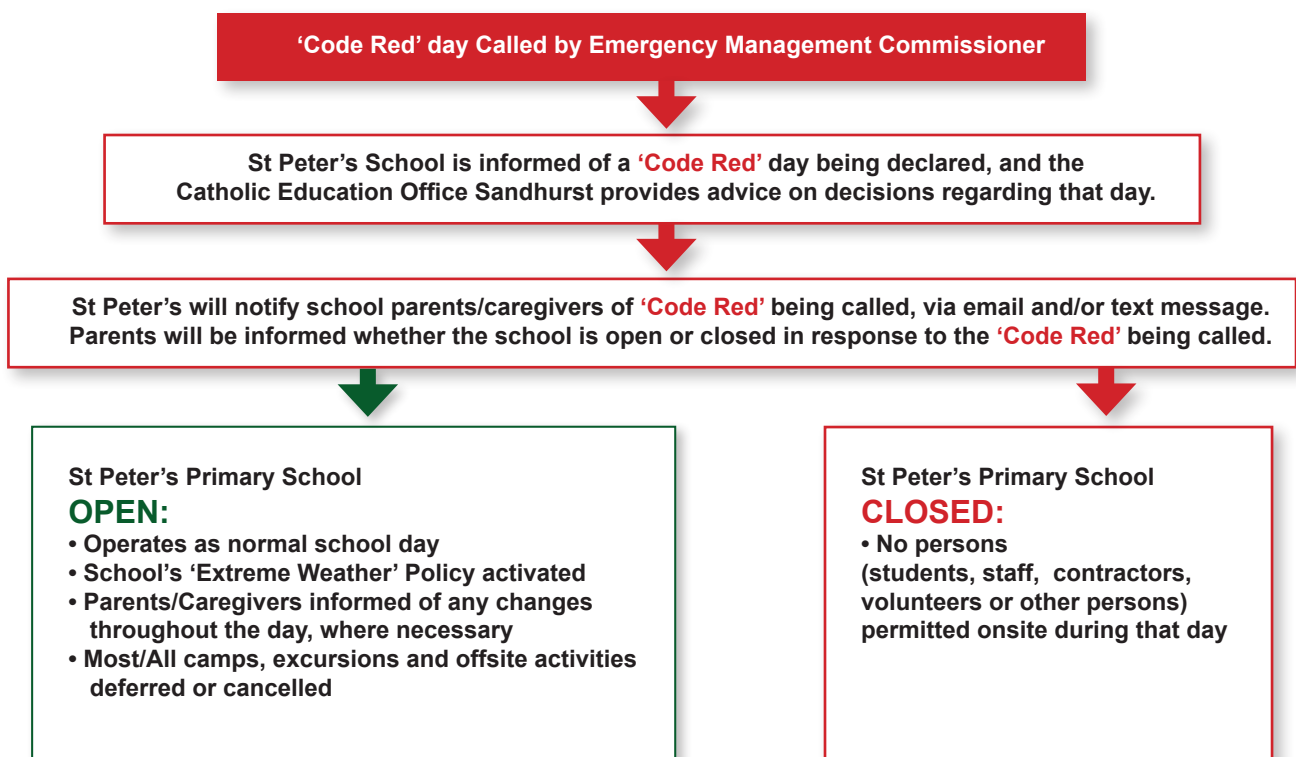 ‘Code Red’ day Called by Emergency Management Commissioner
St Peter’s School is informed of a ‘Code Red’ day being declared, and the
Catholic Education Office Sandhurst provides advice on decisions regarding that day.
St Peter’s will notify school parents/caregivers of ‘Code Red’ being called, via email and/or text message.
Parents will be informed whether the school is open or closed in response to the ‘Code Red’ being called.
St Peter’s Primary School
OPEN:
• Operates as normal school day
• School’s ‘Extreme Weather’ Policy activated
• Parents/Caregivers informed of any changes
throughout the day, where necessary
• Most/All camps, excursions and offsite activities
deferred or cancelled
St Peter’s Primary School
CLOSED:
• No persons
(students, staff, contractors,
volunteers or other persons)
permitted onsite during that day